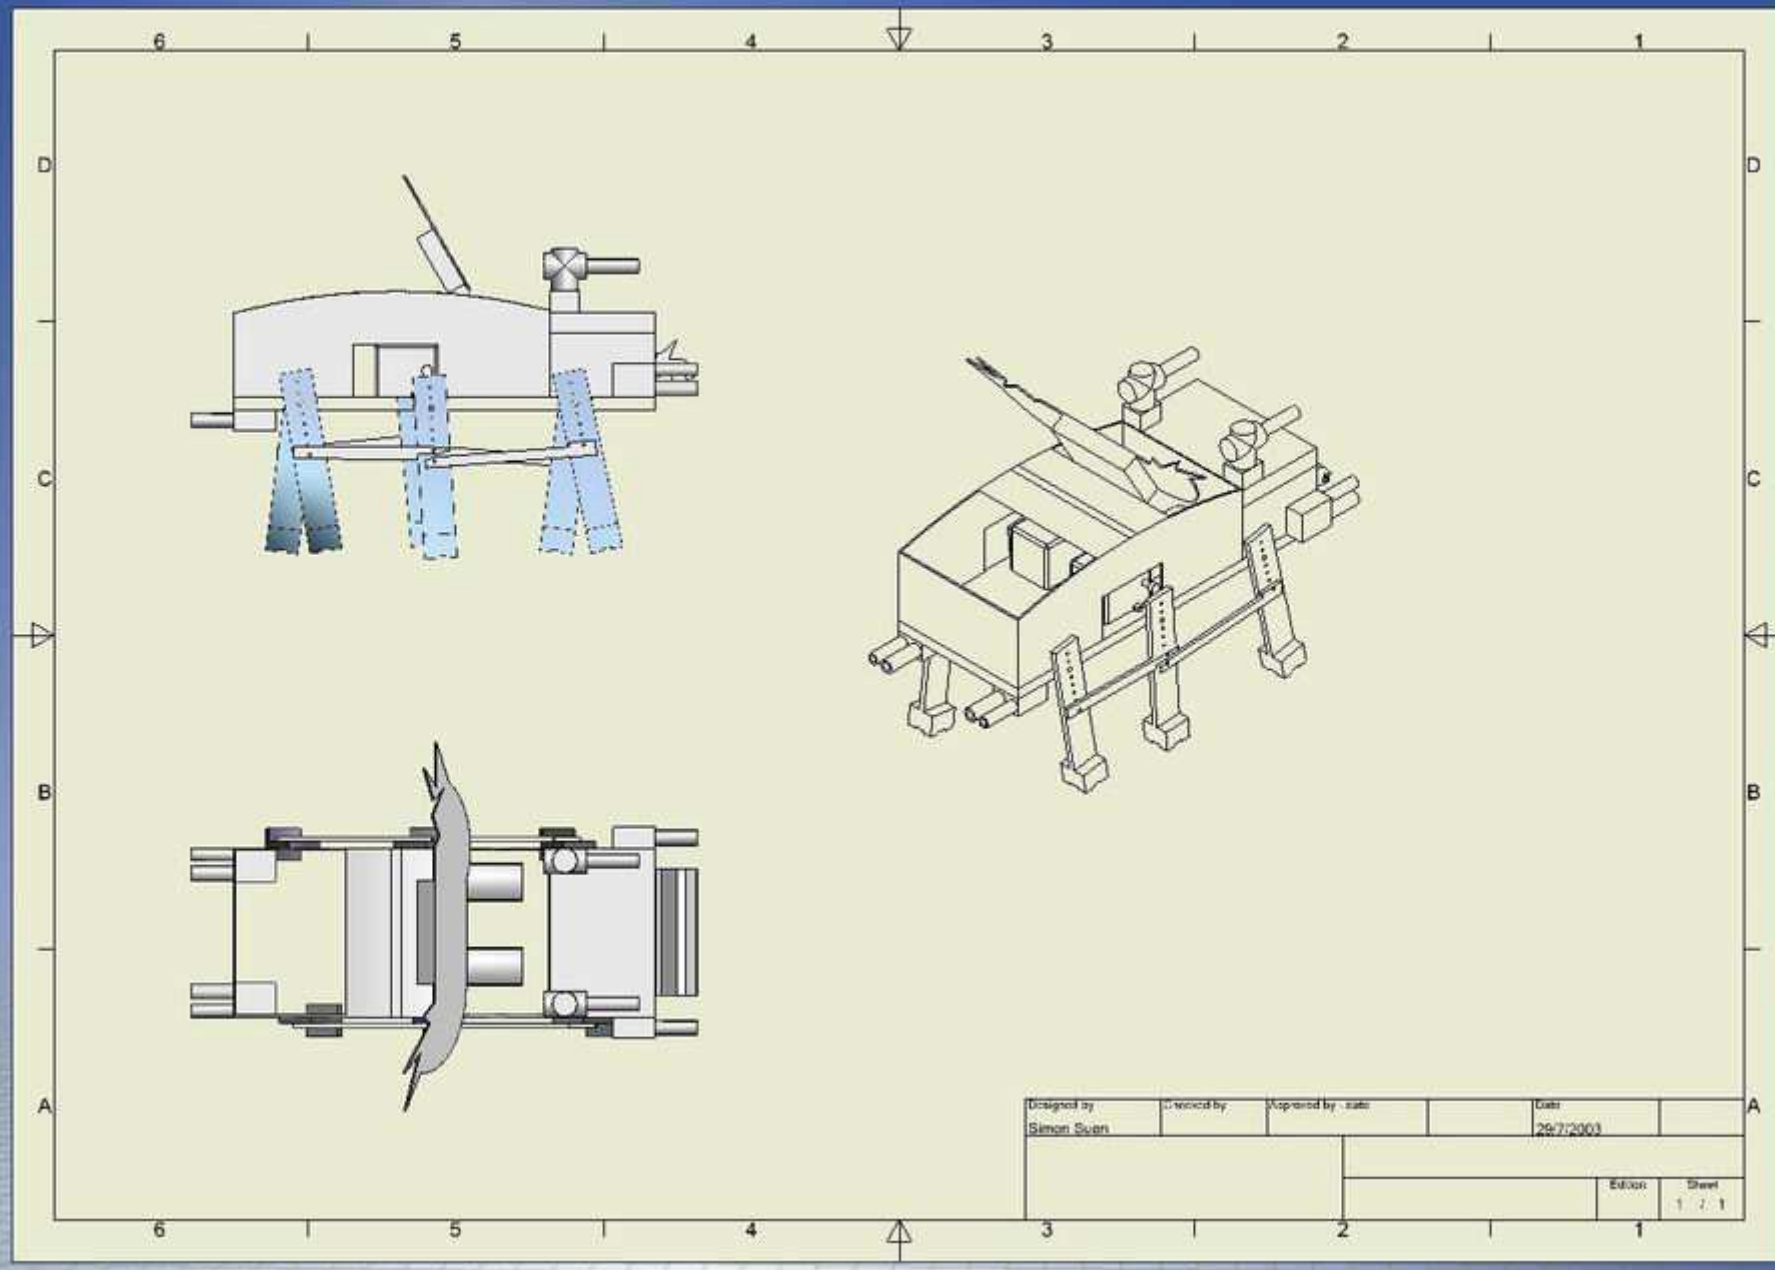 6 5 4 3 2 1
D D
C C
B B
A A
Designed by Checked by Approved by - date Date
Simon Suen 29/7/2003
Edition Sheet
1 / 1
6 5 4 3 2 1